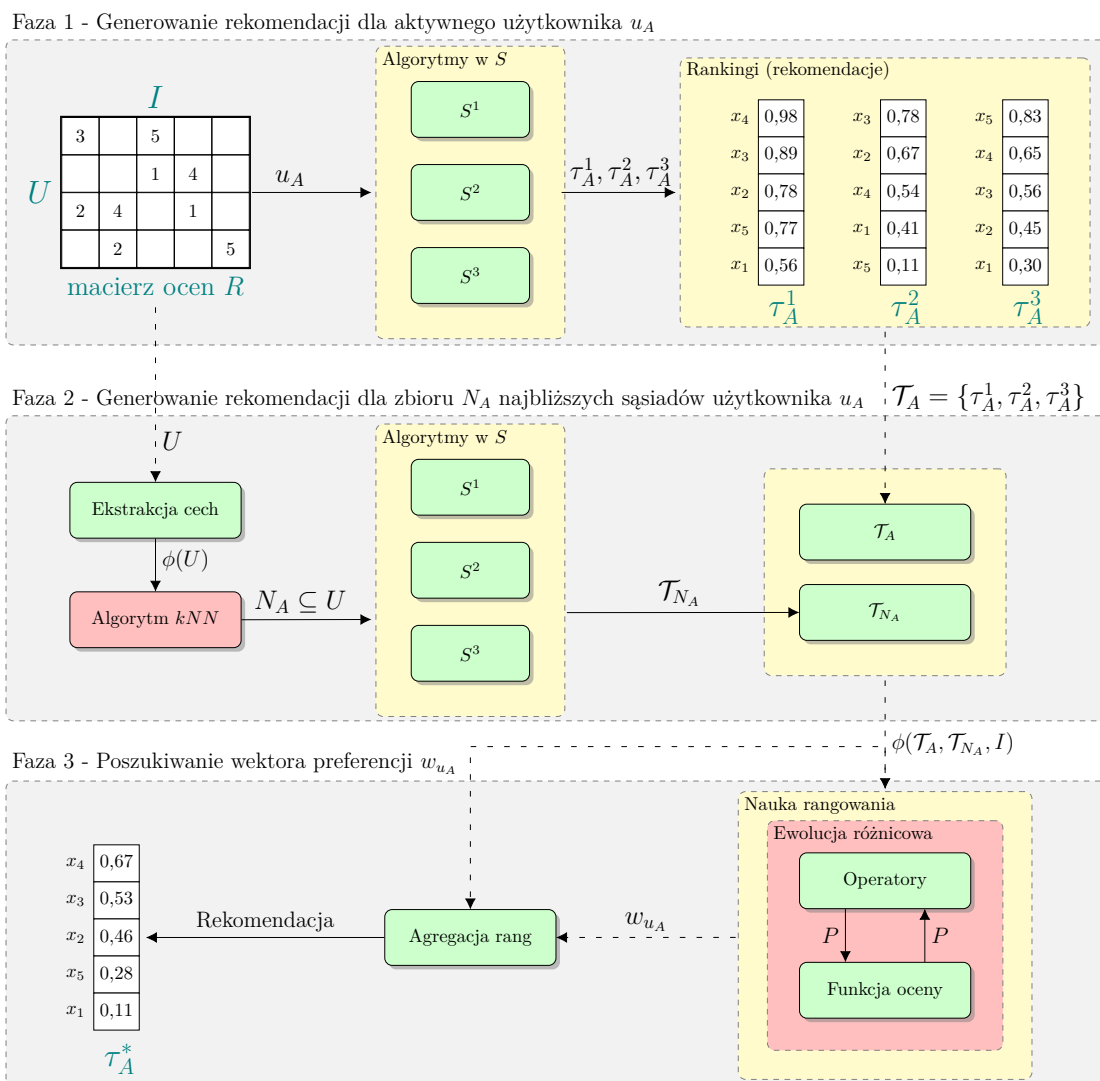 Faza 1 - Generowanie rekomendacji dla aktywnego użytkownika u_A
I
U
3 5
1 4
2 4 1
2 5
macierz ocen R
u_A
Algorytmy w S
S^1
S^2
S^3
τ_A^1, τ_A^2, τ_A^3
Rankingi (rekomendacje)
x_4 0,98
x_3 0,89
x_2 0,78
x_5 0,77
x_1 0,56
τ_A^1
x_3 0,78
x_2 0,67
x_4 0,54
x_1 0,41
x_5 0,11
τ_A^2
x_5 0,83
x_4 0,65
x_3 0,56
x_2 0,45
x_1 0,30
τ_A^3
Faza 2 - Generowanie rekomendacji dla zbioru N_A najbliższych sąsiadów użytkownika u_A
𝒯_A = {τ_A^1, τ_A^2, τ_A^3}
U
Ekstrakcja cech
ϕ(U)
Algorytm kNN
N_A ⊆ U
Algorytmy w S
S^1
S^2
S^3
𝒯_{N_A}
𝒯_A
𝒯_{N_A}
ϕ(𝒯_A, 𝒯_{N_A}, I)
Faza 3 - Poszukiwanie wektora preferencji w_{u_A}
Nauka rangowania
Ewolucja różnicowa
Operatory
P P
Funkcja oceny
w_{u_A}
Agregacja rang
Rekomendacja
x_4 0,67
x_3 0,53
x_2 0,46
x_5 0,28
x_1 0,11
τ_A^*